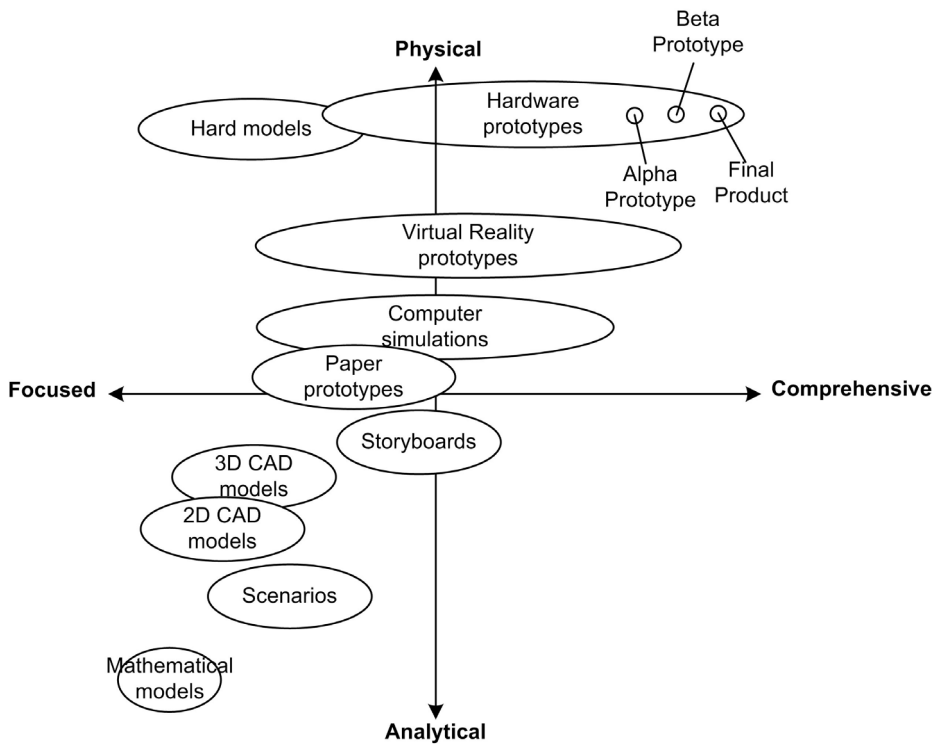 Beta
Prototype
Physical
Hardware
prototypes
Hard models
Alpha
Prototype
Final
Product
Virtual Reality
prototypes
Computer
simulations
Paper
prototypes
Focused
Comprehensive
Storyboards
3D CAD
models
2D CAD
models
Scenarios
Mathematical
models
Analytical